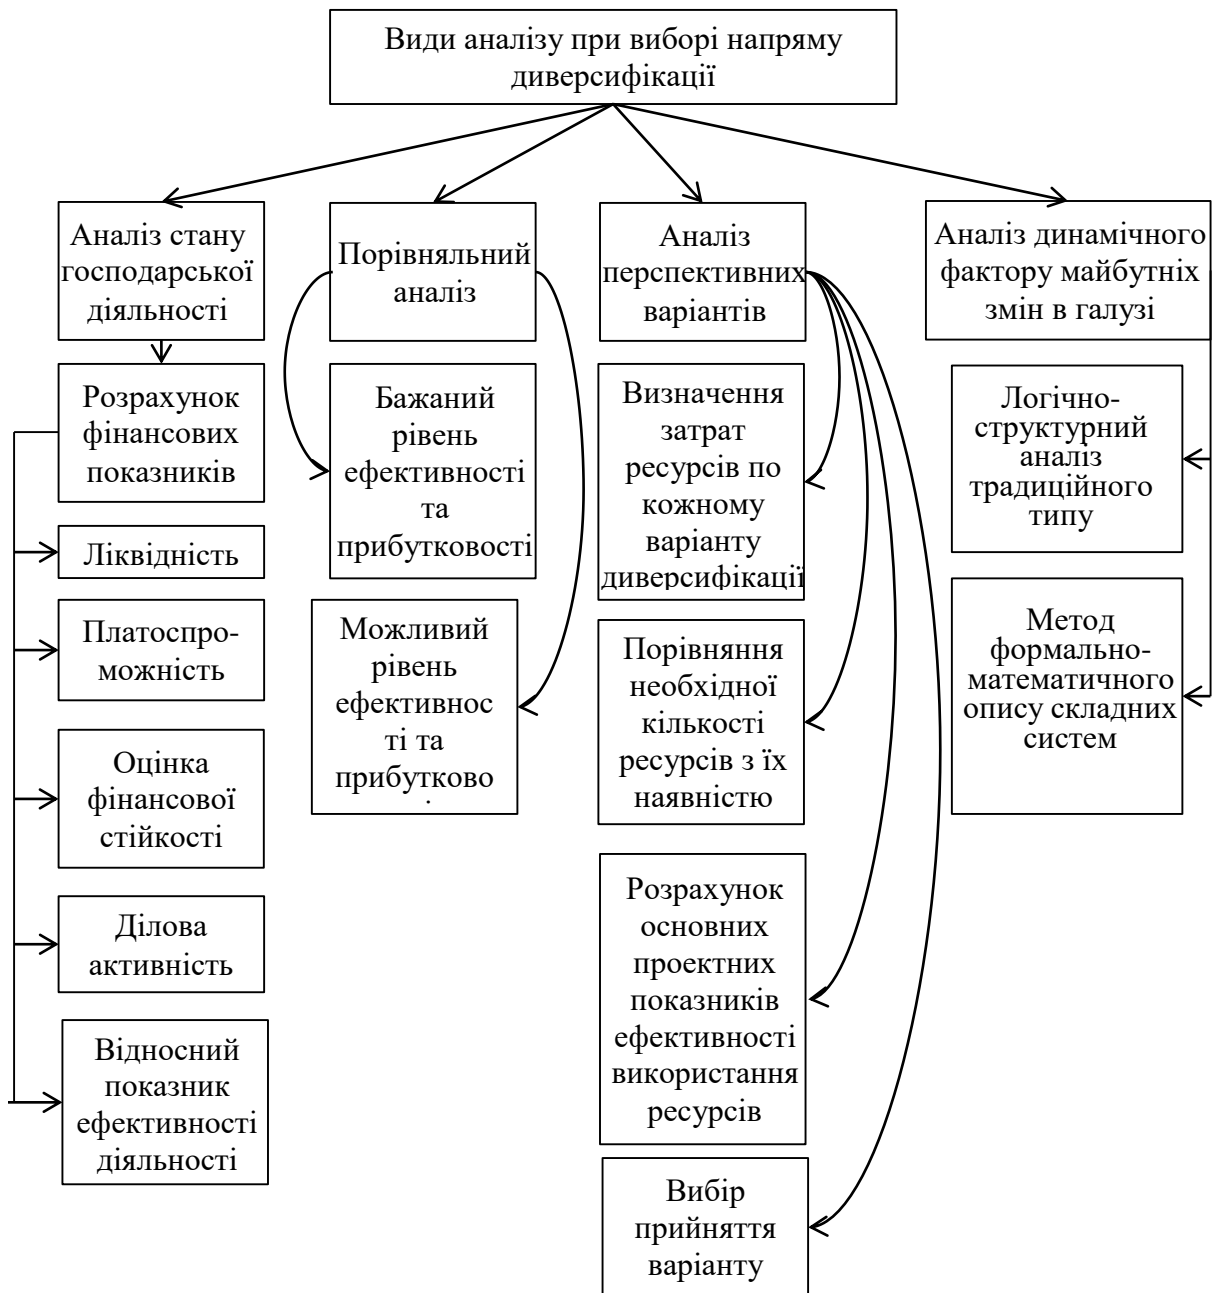 Види аналізу при виборі напряму
диверсифікації
Аналіз стану
господарської
діяльності
Порівняльний
аналіз
Аналіз
перспективних
варіантів
Аналіз динамічного
фактору майбутніх
змін в галузі
Розрахунок
фінансових
показників
Ліквідність
Платоспро-
можність
Оцінка
фінансової
стійкості
Ділова
активність
Відносний
показник
ефективності
діяльності
Бажаний
рівень
ефективності
та
прибутковості
Можливий
рівень
ефективнос
ті та
прибутково
Визначення
затрат
ресурсів по
кожному
варіанту
диверсифікації
Порівняння
необхідної
кількості
ресурсів з їх
наявністю
Розрахунок
основних
проектних
показників
ефективності
використання
ресурсів
Вибір
прийняття
варіанту
Логічно-
структурний
аналіз
традиційного
типу
Метод
формально-
математичного
опису складних
систем